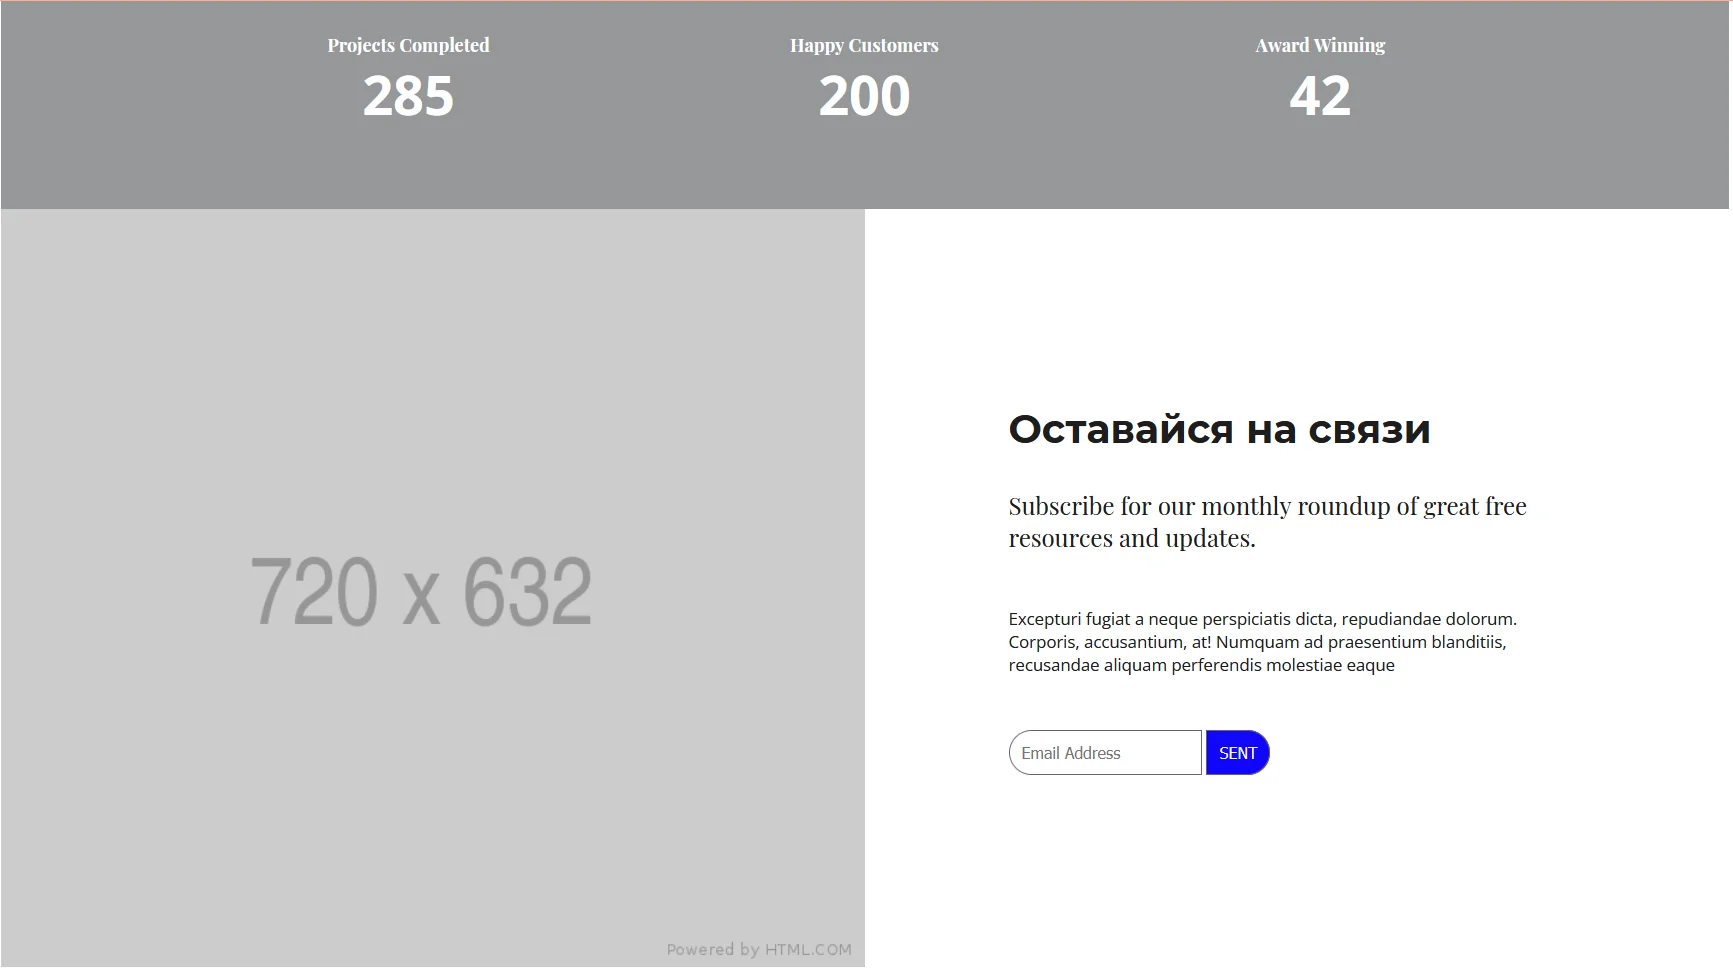 Projects Completed
Happy Customers
Award Winning
285
200
42
720 x 632
Powered by HTML.COM
Оставайся на связи
Subscribe for our monthly roundup of great free
resources and updates.
Excepturi fugiat a neque perspiciatis dicta, repudiandae dolorum.
Corporis, accusantium, at! Numquam ad praesentium blanditiis,
recusandae aliquam perferendis molestiae eaque
Email Address
SENT